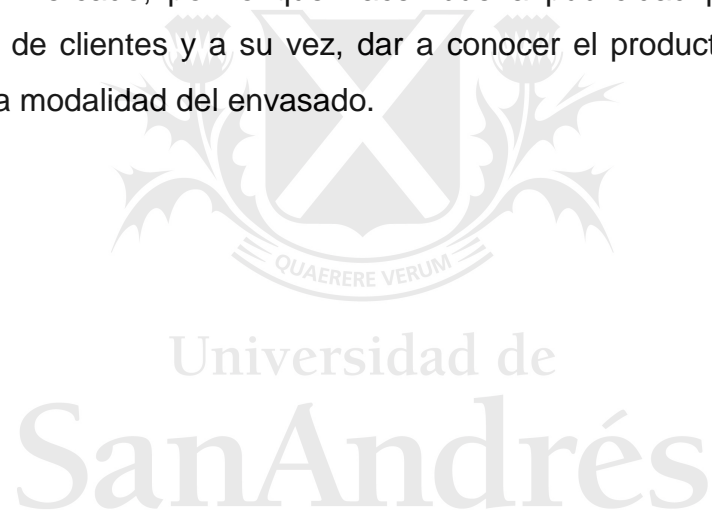 de clientes y a su vez, dar a conocer el product
a modalidad del envasado.
QUAERERE VERUM
Universidad de
SanAndrés